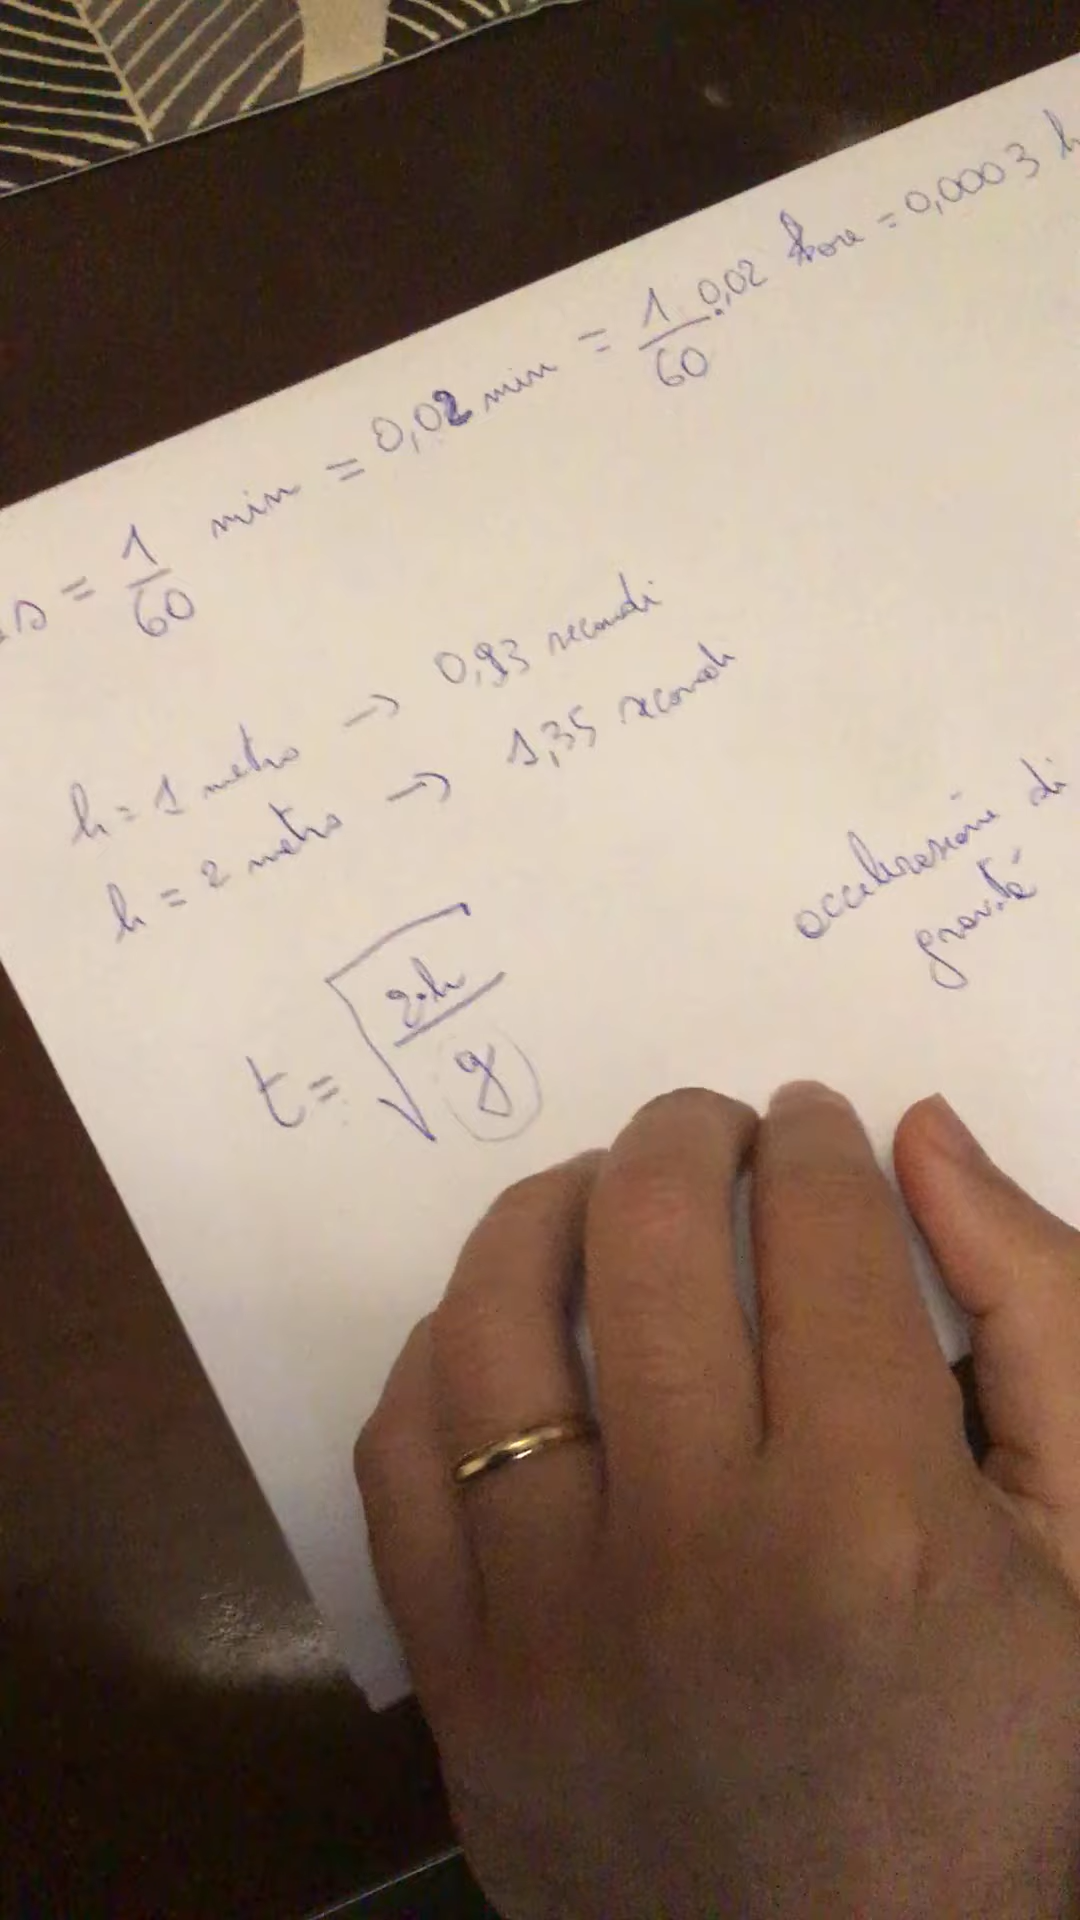 1s = 1/60 min = 0,02 min = 1/60 · 0,02 ore = 0,0003 h
h = 1 metro → 0,93 secondi
h = 2 metro → 1,35 secondi
t = √(2·h/g)
accelerazione di
gravità